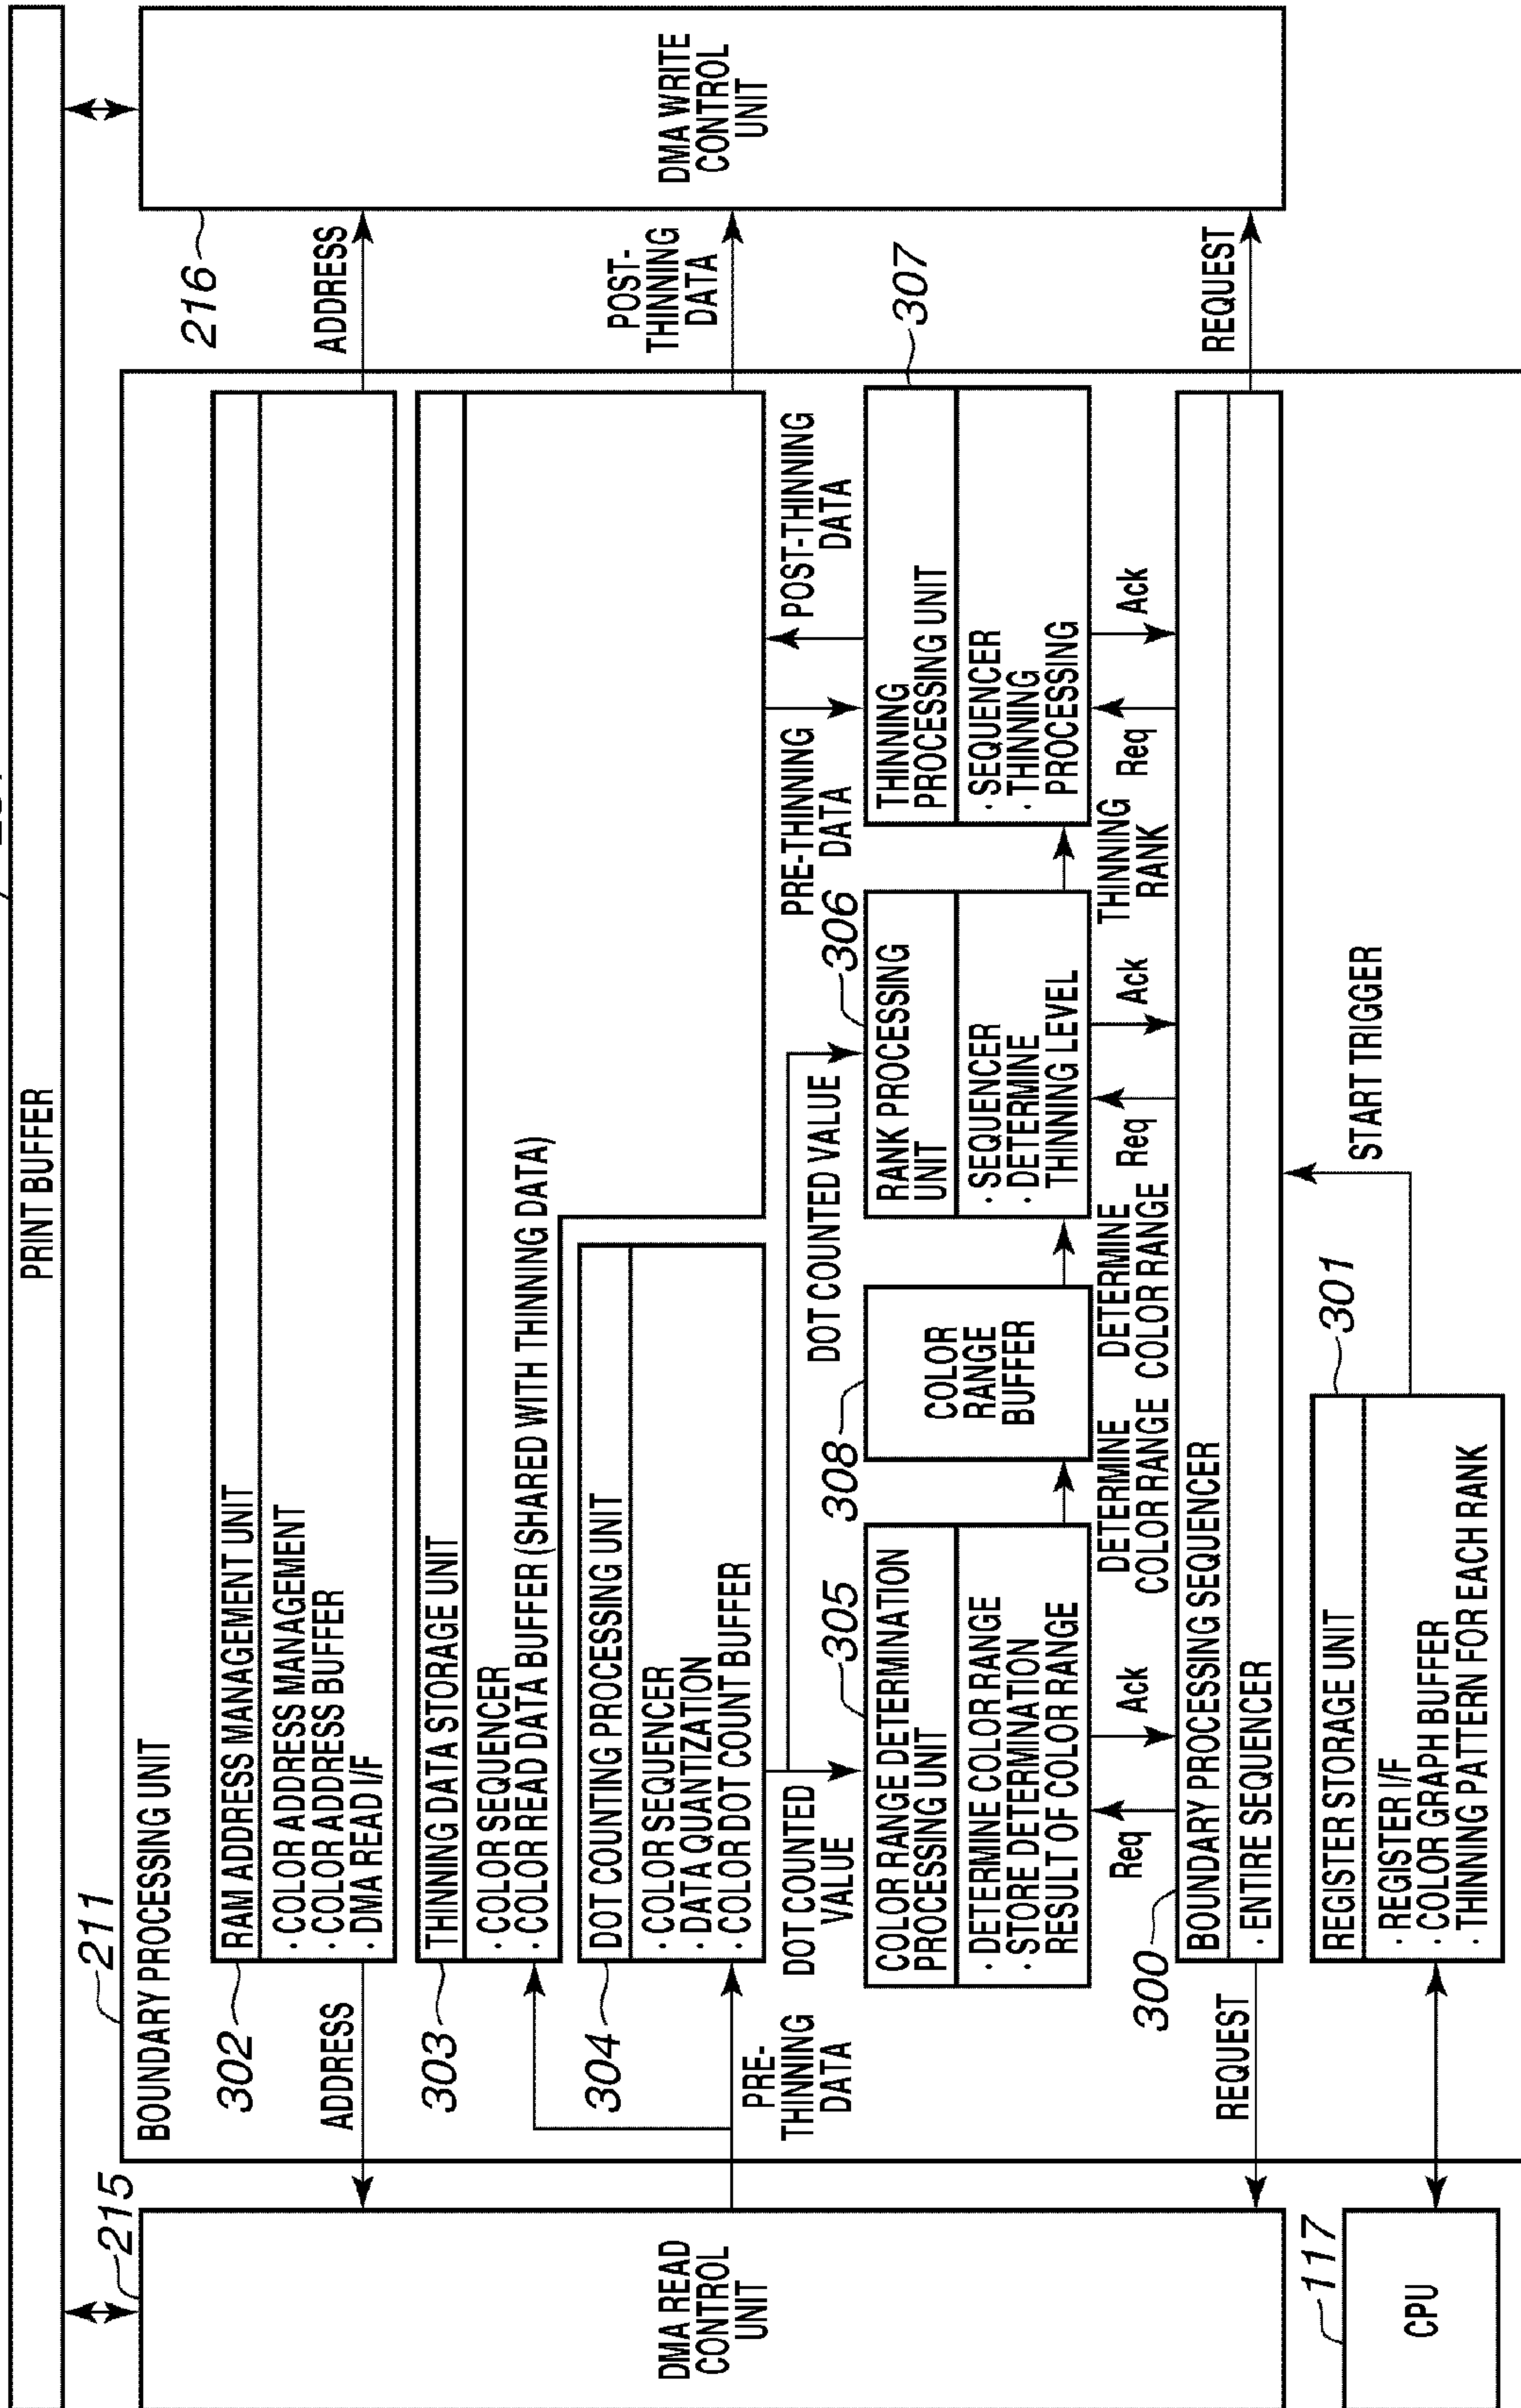 PRINT BUFFER
215
DMA READ
CONTROL
UNIT
117
CPU
211
BOUNDARY PROCESSING UNIT
302
RAM ADDRESS MANAGEMENT UNIT
· COLOR ADDRESS MANAGEMENT
· COLOR ADDRESS BUFFER
· DMA READ I/F
ADDRESS
ADDRESS
303
THINNING DATA STORAGE UNIT
· COLOR SEQUENCER
· COLOR READ DATA BUFFER (SHARED WITH THINNING DATA)
304
DOT COUNTING PROCESSING UNIT
· COLOR SEQUENCER
· DATA QUANTIZATION
· COLOR DOT COUNT BUFFER
PRE-
THINNING
DATA
DOT COUNTED
VALUE
DOT COUNTED VALUE
PRE-THINNING
DATA
POST-THINNING
DATA
POST-
THINNING
DATA
305
COLOR RANGE DETERMINATION
PROCESSING UNIT
· DETERMINE COLOR RANGE
· STORE DETERMINATION
RESULT OF COLOR RANGE
308
COLOR
RANGE
BUFFER
306
RANK PROCESSING
UNIT
· SEQUENCER
· DETERMINE
THINNING LEVEL
307
THINNING
PROCESSING UNIT
· SEQUENCER
· THINNING
PROCESSING
Req
Ack
DETERMINE
COLOR RANGE
DETERMINE
COLOR RANGE
Req
Ack
THINNING
RANK
Req
Ack
300
BOUNDARY PROCESSING SEQUENCER
· ENTIRE SEQUENCER
REQUEST
REQUEST
301
REGISTER STORAGE UNIT
· REGISTER I/F
· COLOR GRAPH BUFFER
· THINNING PATTERN FOR EACH RANK
START TRIGGER
216
DMA WRITE
CONTROL
UNIT